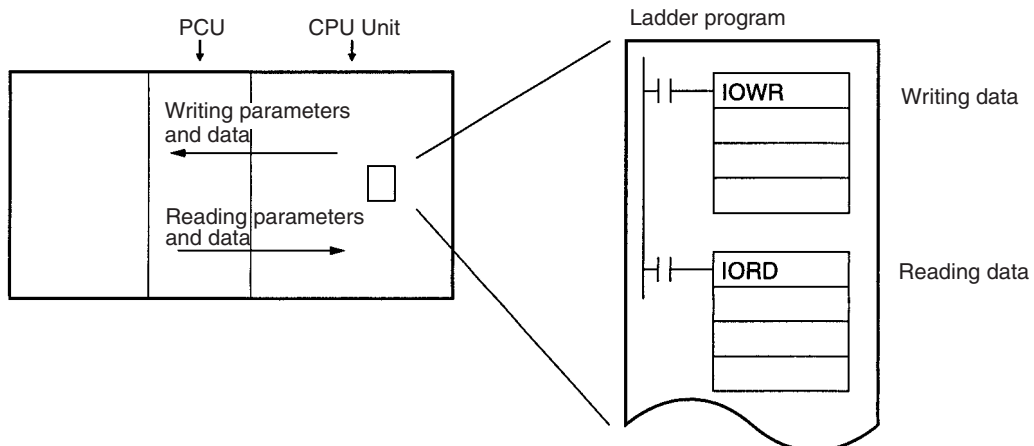 PCU
CPU Unit
Writing parameters
and data
Reading parameters
and data
Ladder program
IOWR
Writing data
IORD
Reading data